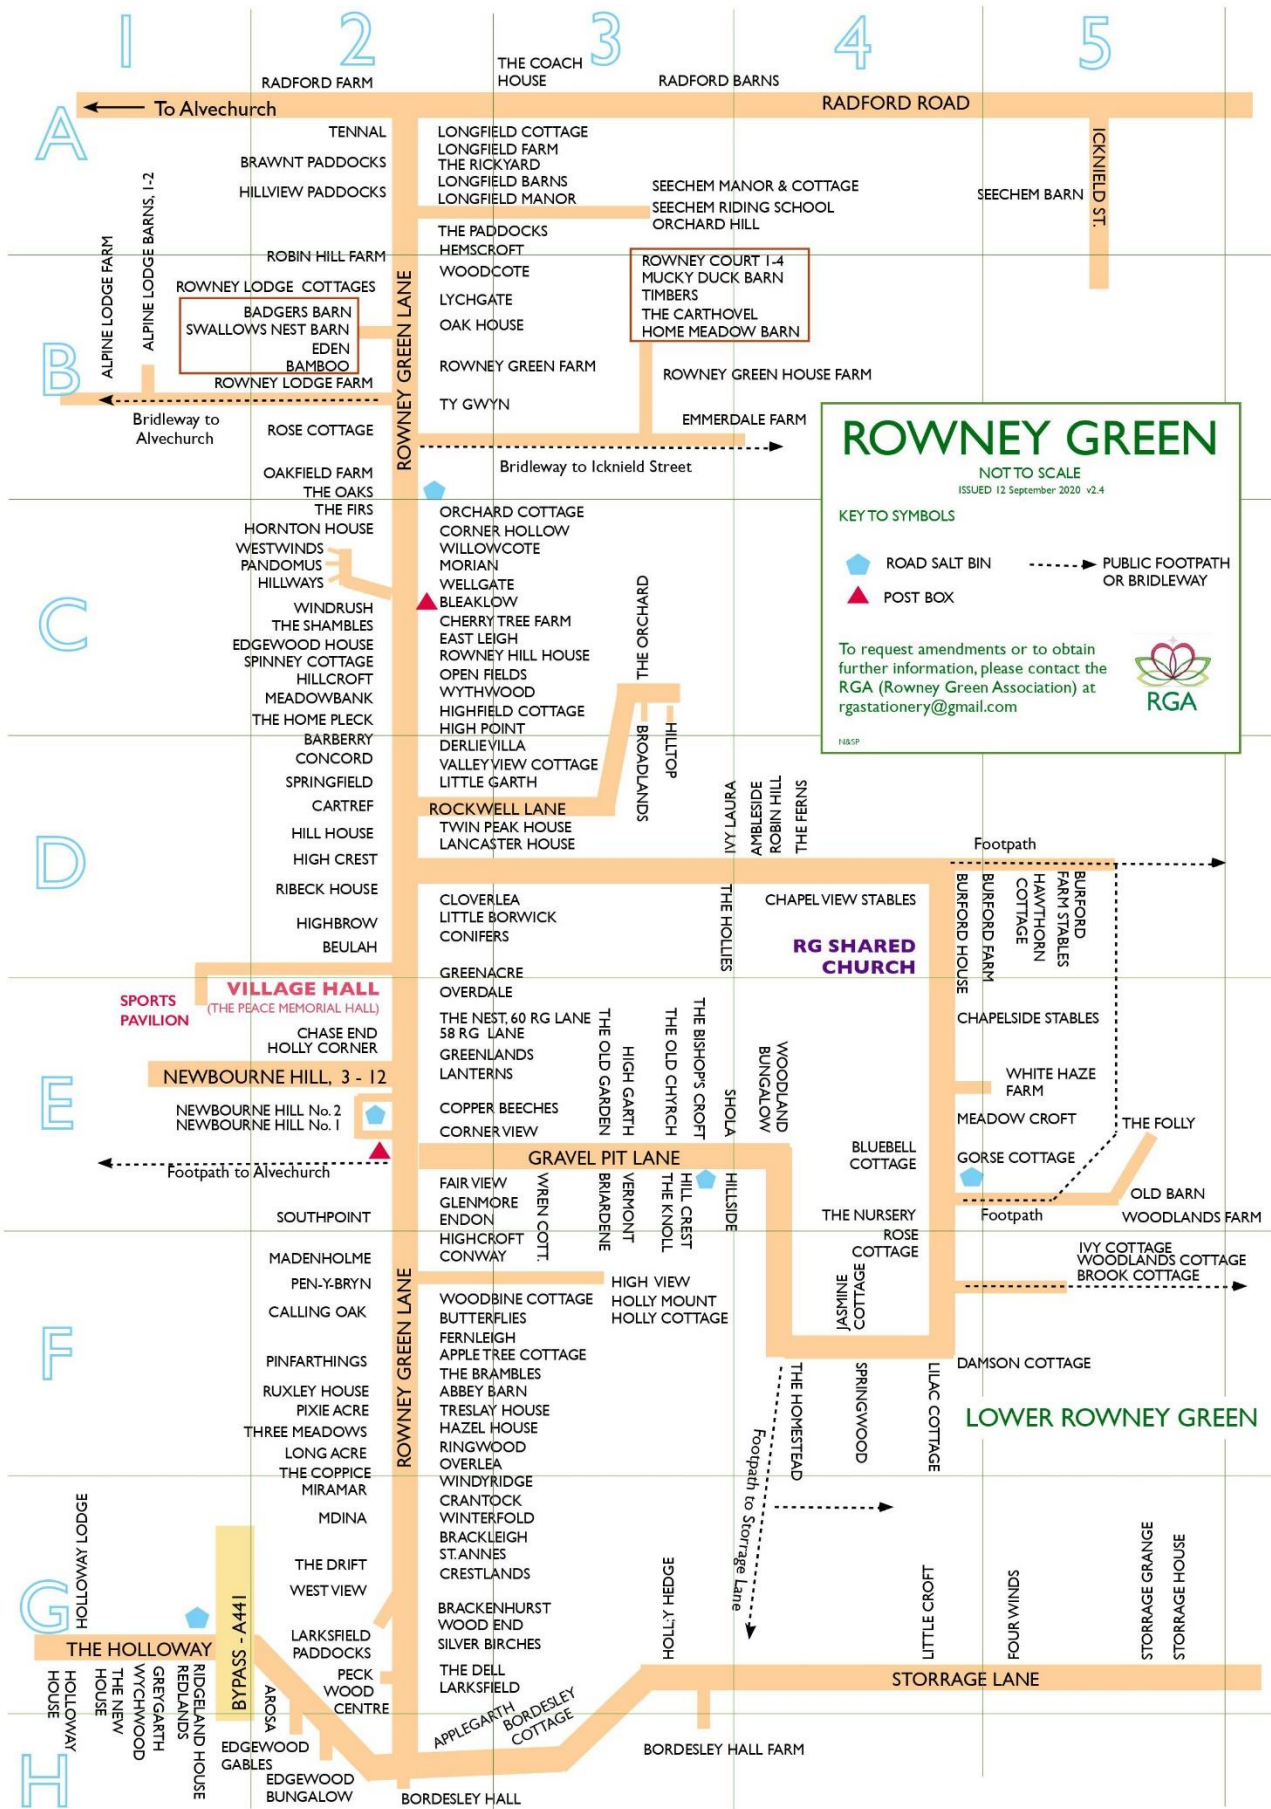 1
2
3
4
5
A
B
C
D
E
F
G
H
RADFORD FARM
THE COACH
HOUSE
RADFORD BARNS
To Alvechurch
RADFORD ROAD
TENNAL
BRAWNT PADDOCKS
HILLVIEW PADDOCKS
LONGFIELD COTTAGE
LONGFIELD FARM
THE RICKYARD
LONGFIELD BARNS
LONGFIELD MANOR
SEECHEM MANOR & COTTAGE
SEECHEM RIDING SCHOOL
ORCHARD HILL
SEECHEM BARN
ICKNIELD ST.
THE PADDOCKS
HEMSCROFT
ALPINE LODGE FARM
ALPINE LODGE BARNS, 1-2
ROBIN HILL FARM
ROWNEY LODGE COTTAGES
BADGERS BARN
SWALLOWS NEST BARN
EDEN
BAMBOO
ROWNEY LODGE FARM
Bridleway to
Alvechurch
ROSE COTTAGE
OAKFIELD FARM
THE OAKS
ROWNEY GREEN LANE
WOODCOTE
LYCHGATE
OAK HOUSE
ROWNEY GREEN FARM
TY GWYN
ROWNEY COURT 1-4
MUCKY DUCK BARN
TIMBERS
THE CARTHOVEL
HOME MEADOW BARN
ROWNEY GREEN HOUSE FARM
EMMERDALE FARM
Bridleway to Icknield Street
ROWNEY GREEN
NOT TO SCALE
ISSUED 12 September 2020 v2.4
KEY TO SYMBOLS
ROAD SALT BIN
PUBLIC FOOTPATH
OR BRIDLEWAY
POST BOX
To request amendments or to obtain
further information, please contact the
RGA (Rowney Green Association) at
rgastationery@gmail.com
RGA
N&SP
THE FIRS
HORNTON HOUSE
WESTWINDS
PANDOMUS
HILLWAYS
WINDRUSH
THE SHAMBLES
EDGEWOOD HOUSE
SPINNEY COTTAGE
HILLCROFT
MEADOWBANK
THE HOME PLECK
BARBERRY
CONCORD
SPRINGFIELD
CARTREF
HILL HOUSE
HIGH CREST
RIBECK HOUSE
HIGHBROW
BEULAH
ORCHARD COTTAGE
CORNER HOLLOW
WILLOWCOTE
MORIAN
WELLGATE
BLEAKLOW
CHERRY TREE FARM
EAST LEIGH
ROWNEY HILL HOUSE
OPEN FIELDS
WYTHWOOD
HIGHFIELD COTTAGE
HIGH POINT
DERLIEVILLA
VALLEY VIEW COTTAGE
LITTLE GARTH
ROCKWELL LANE
TWIN PEAK HOUSE
LANCASTER HOUSE
THE ORCHARD
BROADLANDS
HILLTOP
IVY LAURA
AMBLESIDE
ROBIN HILL
THE FERNS
Footpath
CLOVERLEA
LITTLE BORWICK
CONIFERS
GREENACRE
OVERDALE
THE HOLLIES
CHAPEL VIEW STABLES
RG SHARED
CHURCH
BURFORD HOUSE
BURFORD FARM
HAWTHORN
COTTAGE
BURFORD
FARM STABLES
SPORTS
PAVILION
VILLAGE HALL
(THE PEACE MEMORIAL HALL)
CHASE END
HOLLY CORNER
NEWBOURNE HILL, 3 - 12
NEWBOURNE HILL No. 2
NEWBOURNE HILL No. 1
Footpath to Alvechurch
THE NEST, 60 RG LANE
58 RG LANE
GREENLANDS
LANTERNS
COPPER BEECHES
CORNER VIEW
THE OLD GARDEN
HIGH GARTH
THE OLD CHYRCH
THE BISHOP'S CROFT
SHOLA
WOODLAND
BUNGALOW
GRAVEL PIT LANE
CHAPELSIDE STABLES
WHITE HAZE
FARM
MEADOW CROFT
THE FOLLY
BLUEBELL
COTTAGE
GORSE COTTAGE
OLD BARN
Footpath
WOODLANDS FARM
FAIR VIEW
GLENMORE
ENDON
HIGHCROFT
CONWAY
WREN COTT.
BRIARDENE
VERMONT
THE KNOLL
HILL CREST
HILLSIDE
THE NURSERY
ROSE
COTTAGE
IVY COTTAGE
WOODLANDS COTTAGE
BROOK COTTAGE
SOUTHPOINT
MADENHOLME
PEN-Y-BRYN
CALLING OAK
PINFARTHINGS
RUXLEY HOUSE
PIXIE ACRE
THREE MEADOWS
LONG ACRE
THE COPPICE
MIRAMAR
MDINA
THE DRIFT
WEST VIEW
LARKSFIELD
PADDOCKS
PECK
WOOD
CENTRE
ROWNEY GREEN LANE
HIGH VIEW
HOLLY MOUNT
HOLLY COTTAGE
WOODBINE COTTAGE
BUTTERFLIES
FERNLEIGH
APPLE TREE COTTAGE
THE BRAMBLES
ABBEY BARN
TRESLAY HOUSE
HAZEL HOUSE
RINGWOOD
OVERLEA
WINDYRIDGE
CRANTOCK
WINTERFOLD
BRACKLEIGH
ST. ANNES
CRESTLANDS
BRACKENHURST
WOOD END
SILVER BIRCHES
THE DELL
LARKSFIELD
JASMINE
COTTAGE
DAMSON COTTAGE
THE HOMESTEAD
SPRINGWOOD
LILAC COTTAGE
LOWER ROWNEY GREEN
Footpath to Storrage Lane
HOLLOWAY LODGE
THE HOLLOWAY
BYPASS - A441
HOLLOWAY
HOUSE
THE NEW
HOUSE
WYCHWOOD
GREYGARTH
REDLANDS
RIDGELAND HOUSE
AROSA
EDGEWOOD
GABLES
EDGEWOOD
BUNGALOW
BORDESLEY HALL
APPLEGARTH
BORDESLEY
COTTAGE
HOLLY HEDGE
LITTLE CROFT
FOUR WINDS
STORRAGE GRANGE
STORRAGE HOUSE
STORRAGE LANE
BORDESLEY HALL FARM